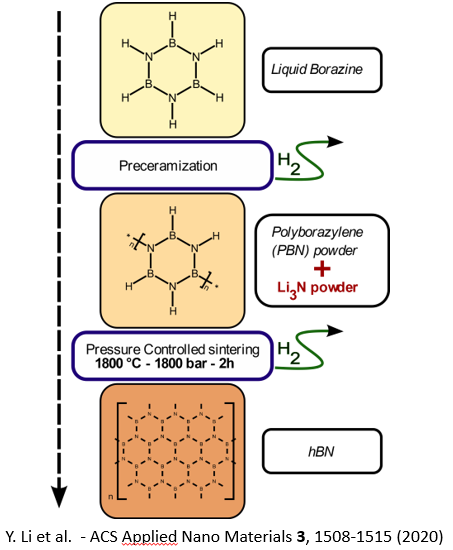 H
H
B
H
N
N
B
B
H
N
H
H
Liquid Borazine
Preceramization
H2
H
*
n
B
H
N
N
B
B
H
N
n
*
H
Polyborazylene
(PBN) powder
+
Li3N powder
Pressure Controlled sintering
1800 °C - 1800 bar - 2h
H2
n
hBN
Y. Li et al. - ACS Applied Nano Materials 3, 1508-1515 (2020)